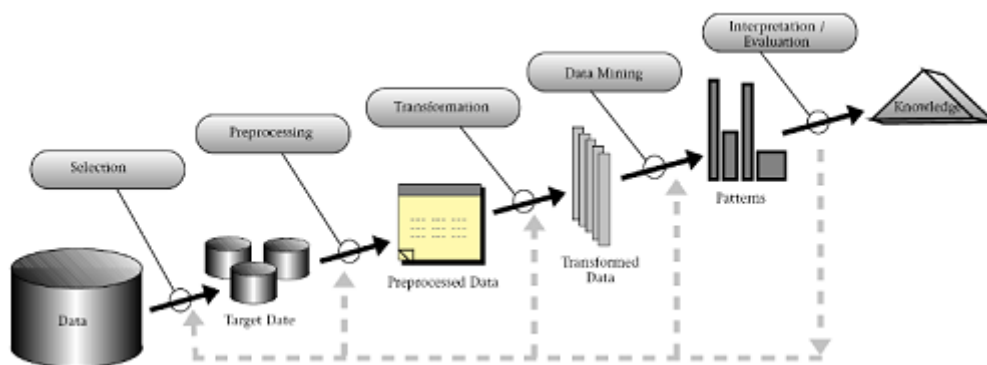 Interpretation /
Evaluation
Data Mining
Transformation
Preprocessing
Selection
Knowledge
Patterns
Transformed
Data
Preprocessed Data
Target Date
Data